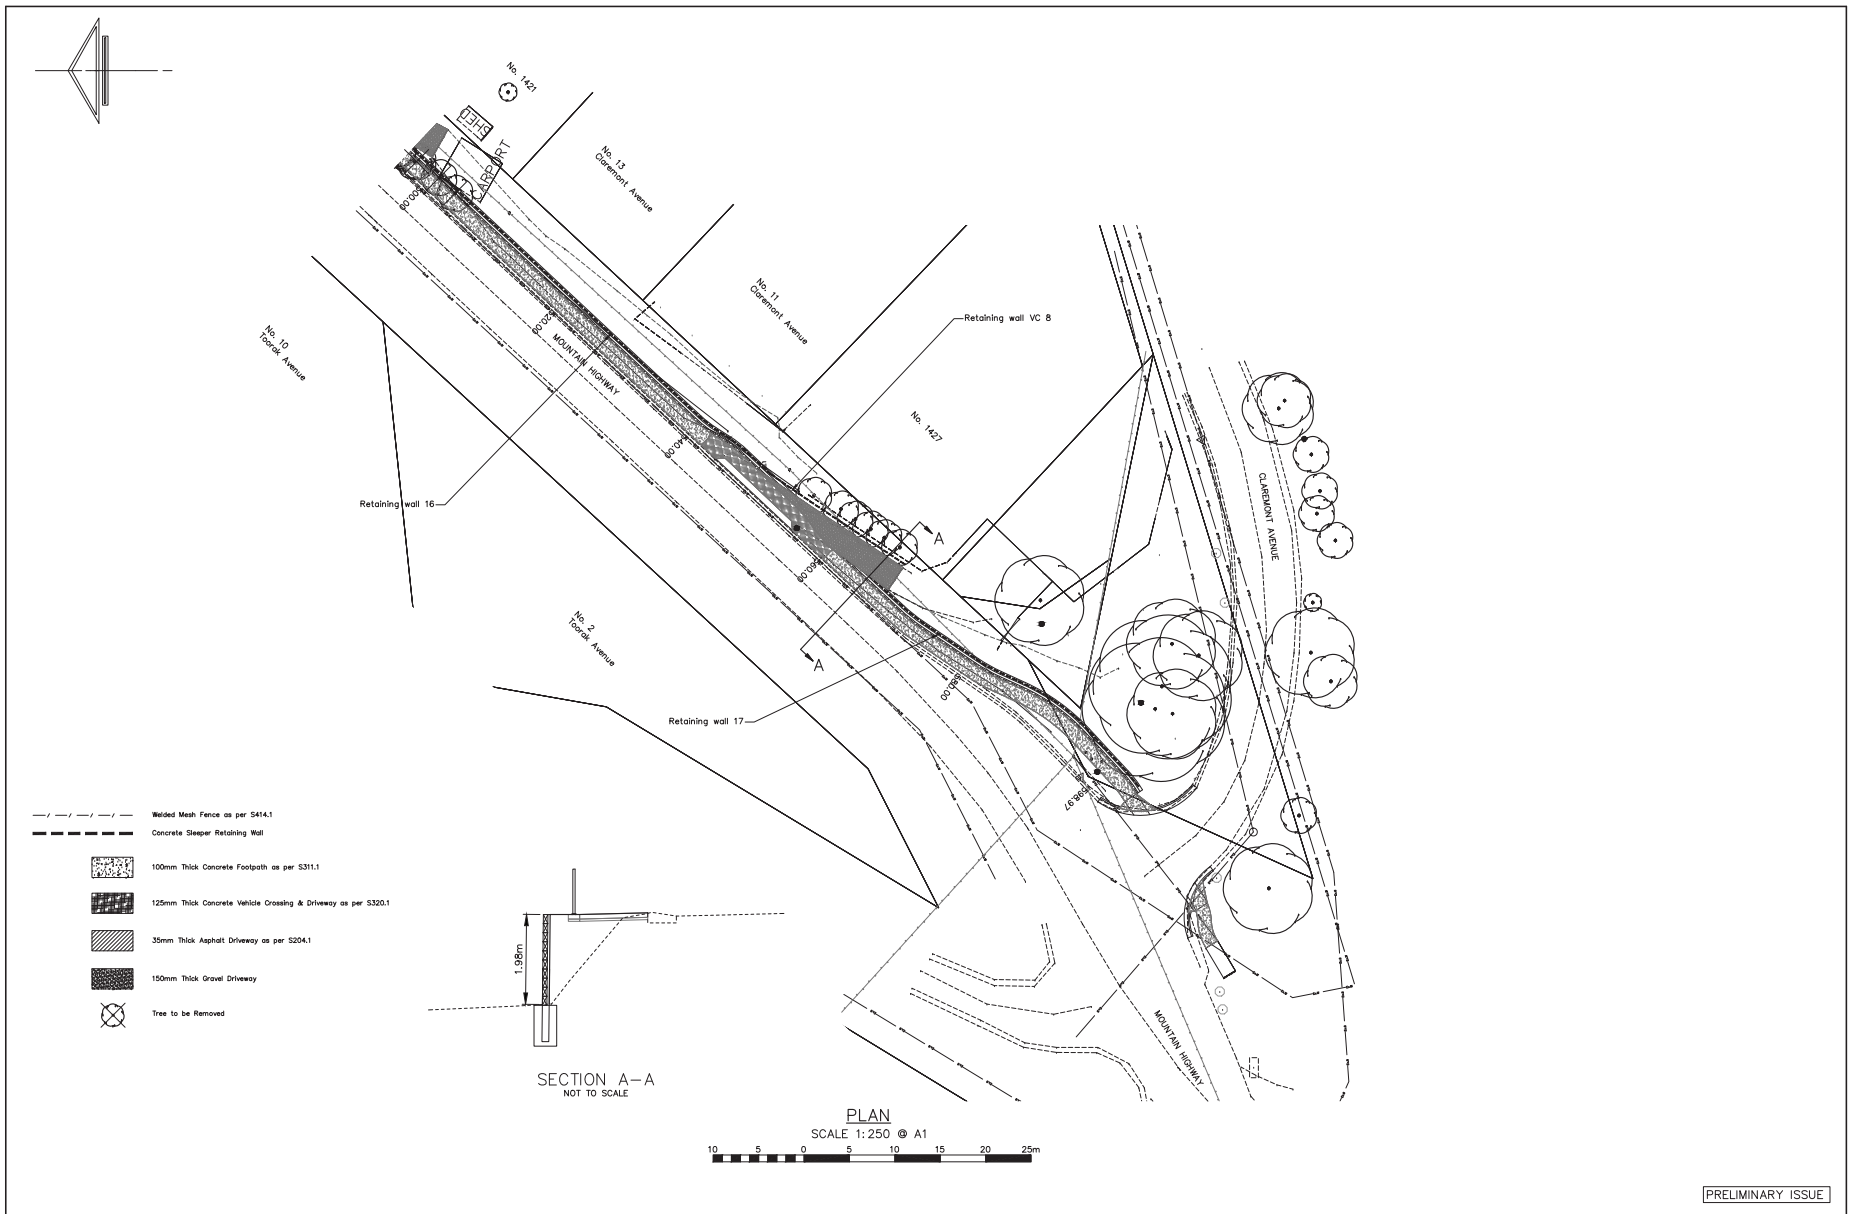 No. 1421
SHED
CARPORT
No. 13
Claremont Avenue
No. 11
Claremont Avenue
Retaining wall VC 8
No. 1427
No. 10
Toorak Avenue
MOUNTAIN HIGHWAY
Retaining wall 16
CLAREMONT AVENUE
A
A
No. 2
Toorak Avenue
Retaining wall 17
598.97
MOUNTAIN HIGHWAY
Welded Mesh Fence as per S414.1
Concrete Sleeper Retaining Wall
100mm Thick Concrete Footpath as per S311.1
125mm Thick Concrete Vehicle Crossing & Driveway as per S320.1
35mm Thick Asphalt Driveway as per S204.1
150mm Thick Gravel Driveway
Tree to be Removed
1.98m
SECTION A-A
NOT TO SCALE
PLAN
SCALE 1:250 @ A1
10 5 0 5 10 15 20 25m
PRELIMINARY ISSUE